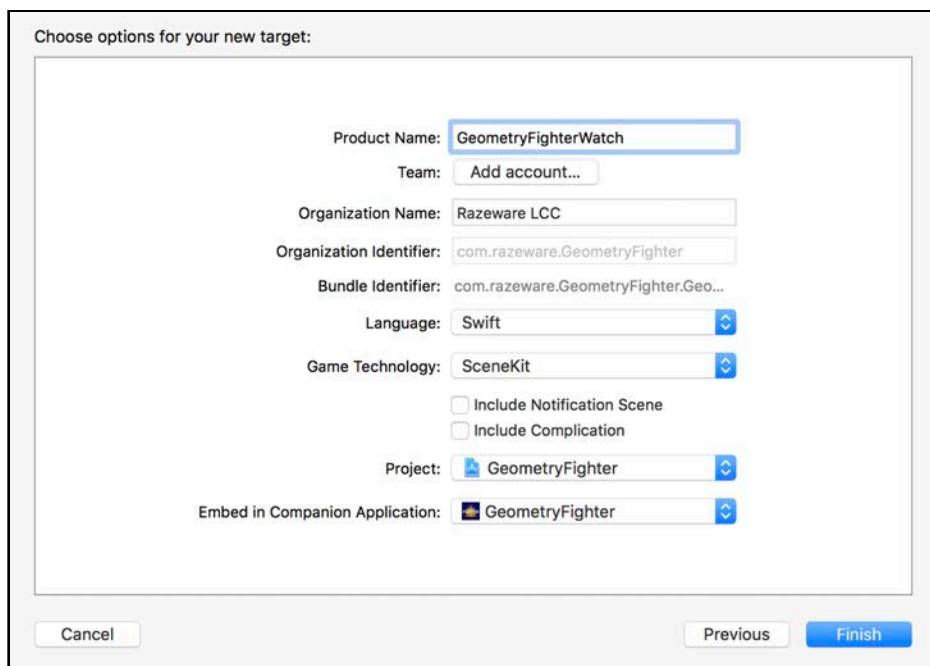 Choose options for your new target:
Product Name: GeometryFighterWatch
Team: Add account...
Organization Name: Razeware LCC
Organization Identifier: com.razeware.GeometryFighter
Bundle Identifier: com.razeware.GeometryFighter.Geo...
Language: Swift
Game Technology: SceneKit
Include Notification Scene
Include Complication
Project: GeometryFighter
Embed in Companion Application: GeometryFighter
Cancel Previous Finish